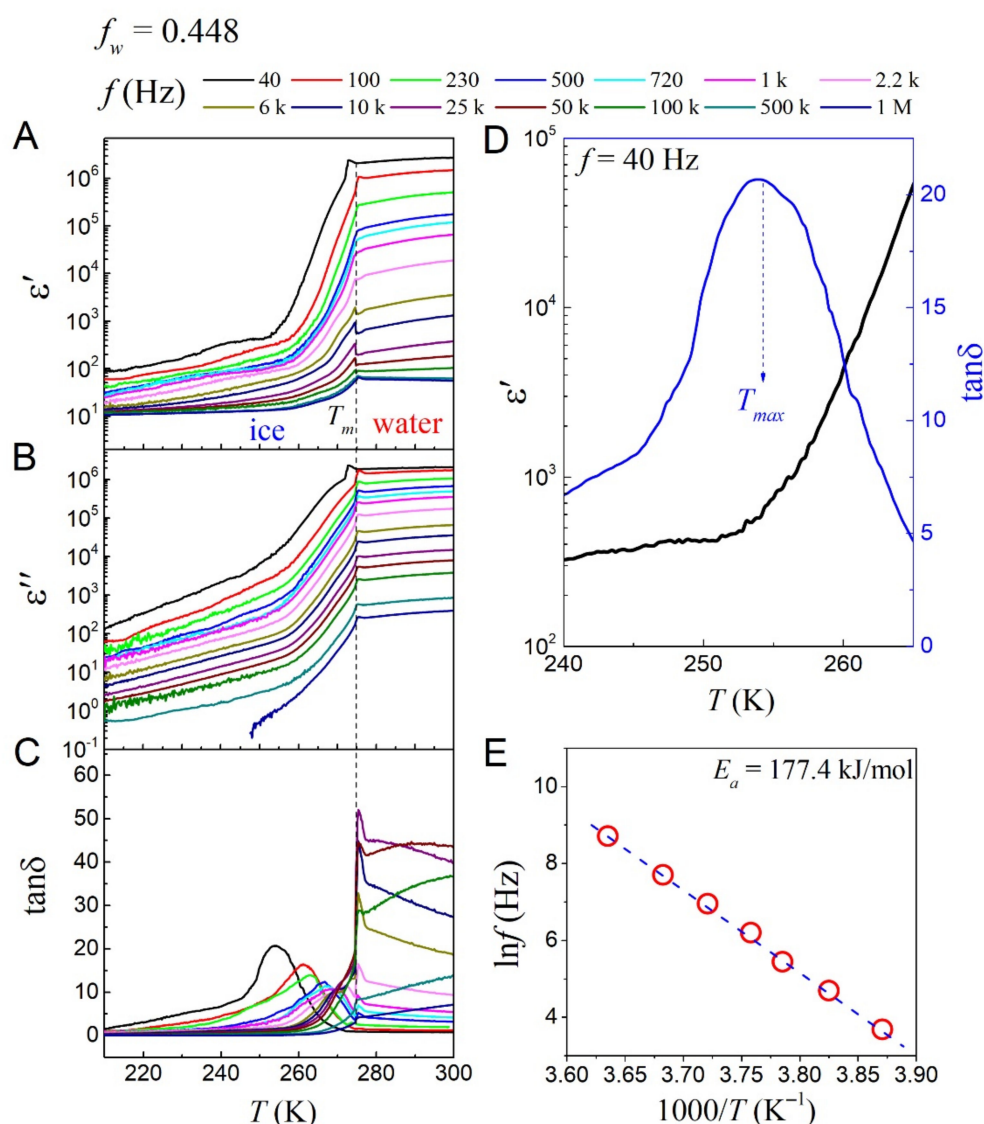 f_w = 0.448
f (Hz) 40 100 230 500 720 1 k 2.2 k
6 k 10 k 25 k 50 k 100 k 500 k 1 M
A
10^6
10^5
10^4
10^3
10^2
10^1
ε′
ice T_m water
B
10^6
10^5
10^4
10^3
10^2
10^1
10^0
10^-1
ε′′
C
60
50
40
30
20
10
0
tanδ
220 240 260 280 300
T (K)
D
f = 40 Hz
10^5
10^4
10^3
10^2
ε′
T_max
20
15
10
5
0
tanδ
240 250 260
T (K)
E
E_a = 177.4 kJ/mol
10
8
6
4
lnf (Hz)
3.60 3.65 3.70 3.75 3.80 3.85 3.90
1000/T (K⁻¹)